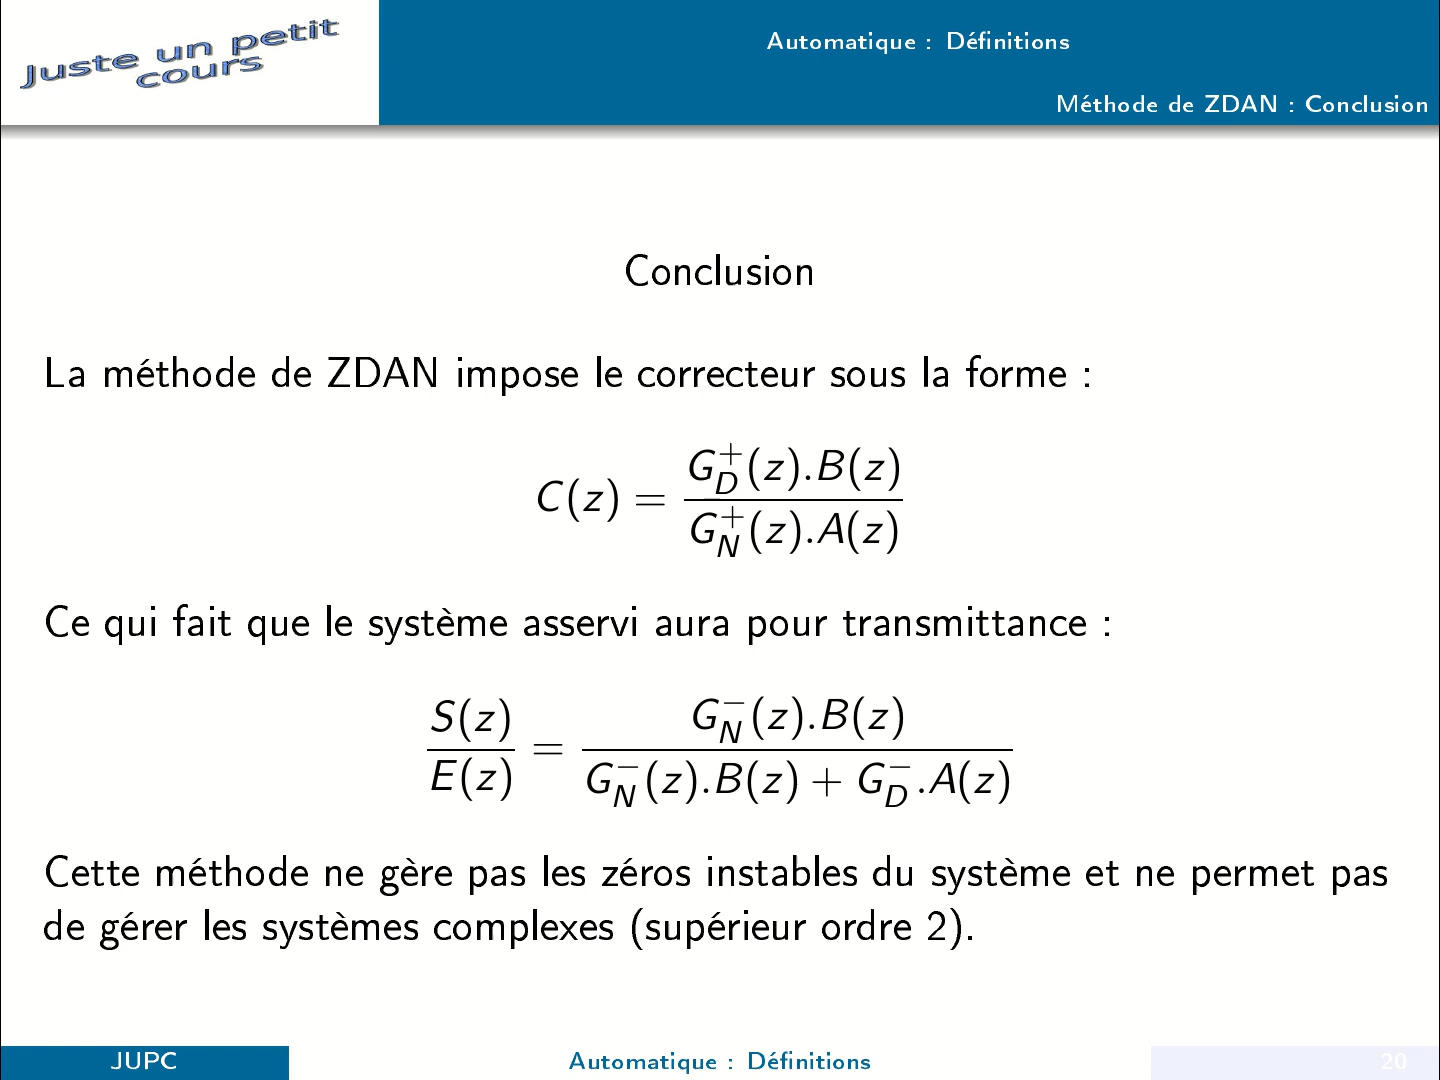 Juste un petit
cours
Automatique : Définitions
Méthode de ZDAN : Conclusion
Conclusion
La méthode de ZDAN impose le correcteur sous la forme :
C(z) = \frac{G_D^+(z).B(z)}{G_N^+(z).A(z)}
Ce qui fait que le système asservi aura pour transmittance :
\frac{S(z)}{E(z)} = \frac{G_N^-(z).B(z)}{G_N^-(z).B(z) + G_D^-.A(z)}
Cette méthode ne gère pas les zéros instables du système et ne permet pas
de gérer les systèmes complexes (supérieur ordre 2).
JUPC
Automatique : Définitions
20